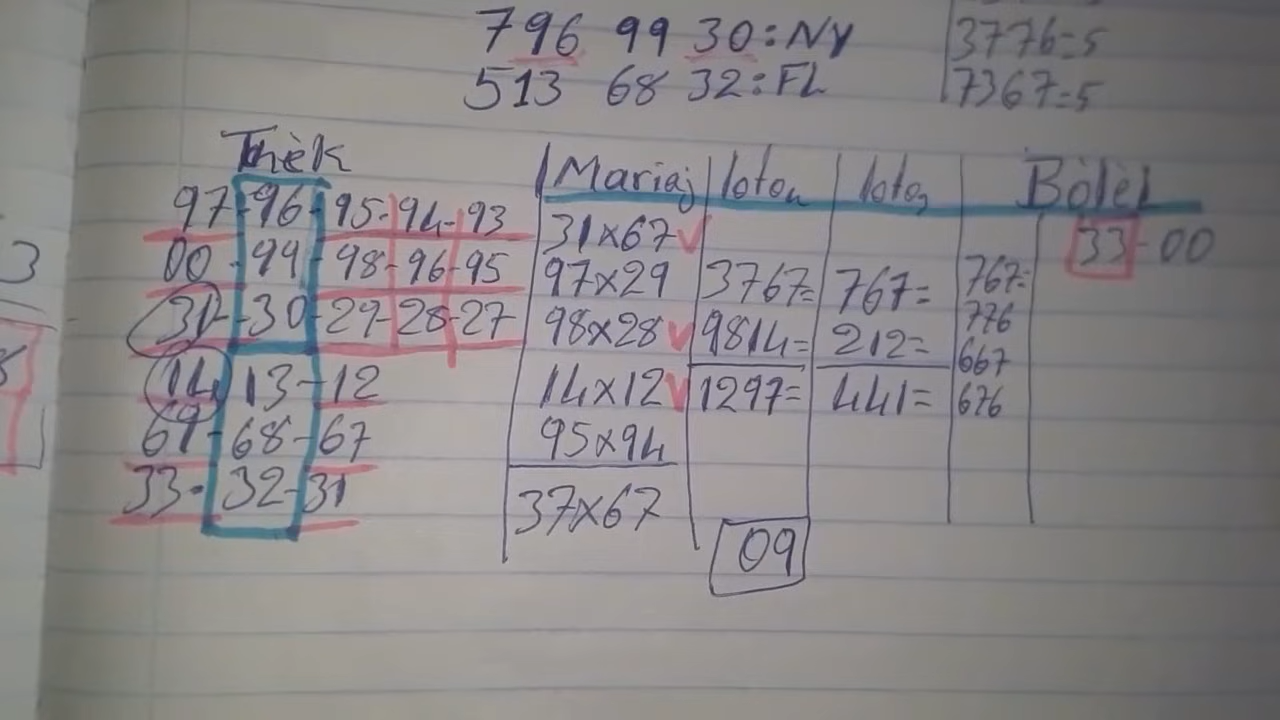 796 99 30:NY
513 68 32:FL
3776=5
7367=5
Trièk
97-96-95-94-93
00-99-98-96-95
31-30-29-28-27
14-13-12
69-68-67
33-32-31
Mariaj
31x67
97x29
98x28
14x12
95x94
37x67
loto4
3767=
9814=
1297=
09
loto3
767=
212=
441=
767=
776
667
676
Bòlèt
33-00
3